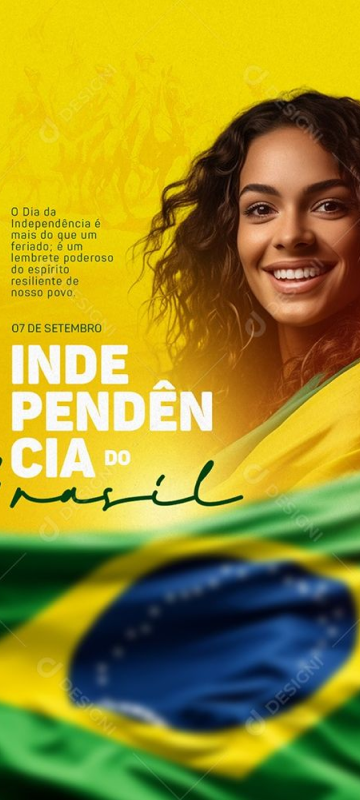 O Dia da
Independência é
mais do que um
feriado; é um
lembrete poderoso
do espírito
resiliente de
nosso povo.
07 DE SETEMBRO
INDE
PENDÊN
CIA DO
Brasil
DESIGNI